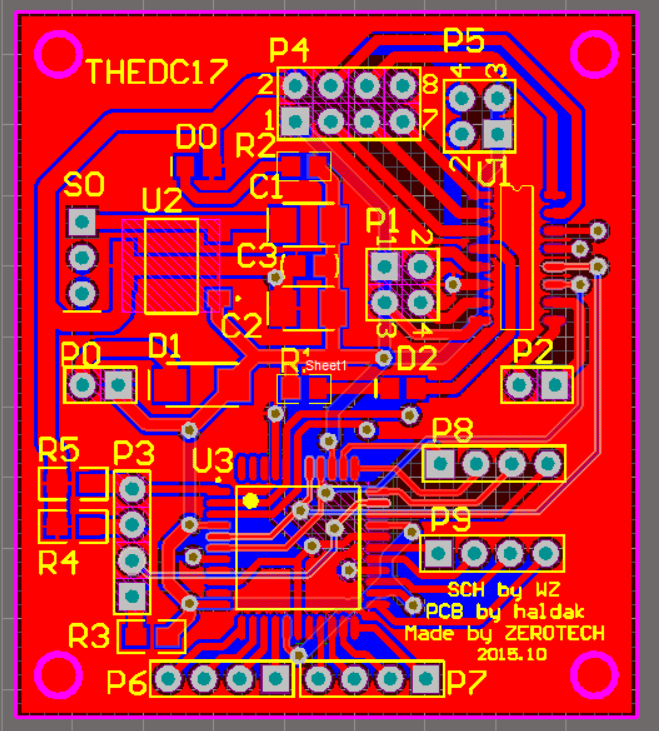 P4
P5
THEDC17
2
8
4
3
1
7
D0
R2
2
1
S0
C1
U1
U2
P1
1
2
C3
C2
3
4
P0
D1
R1
Sheet1
D2
P2
R5
P3
U3
P8
P9
R4
SCH by WZ
PCB by haldak
Made by ZEROTECH
2015.10
R3
P6
P7